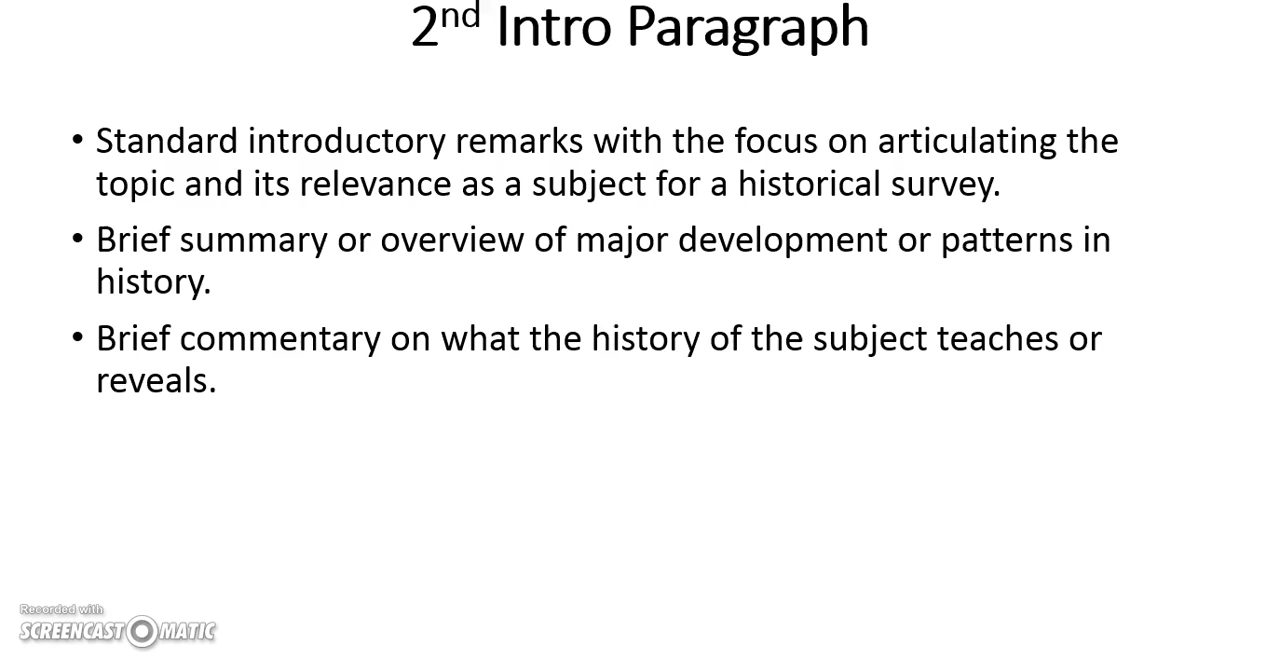 2nd Intro Paragraph
• Standard introductory remarks with the focus on articulating the
topic and its relevance as a subject for a historical survey.
• Brief summary or overview of major development or patterns in
history.
• Brief commentary on what the history of the subject teaches or
reveals.
Recorded with
SCREENCAST MATIC